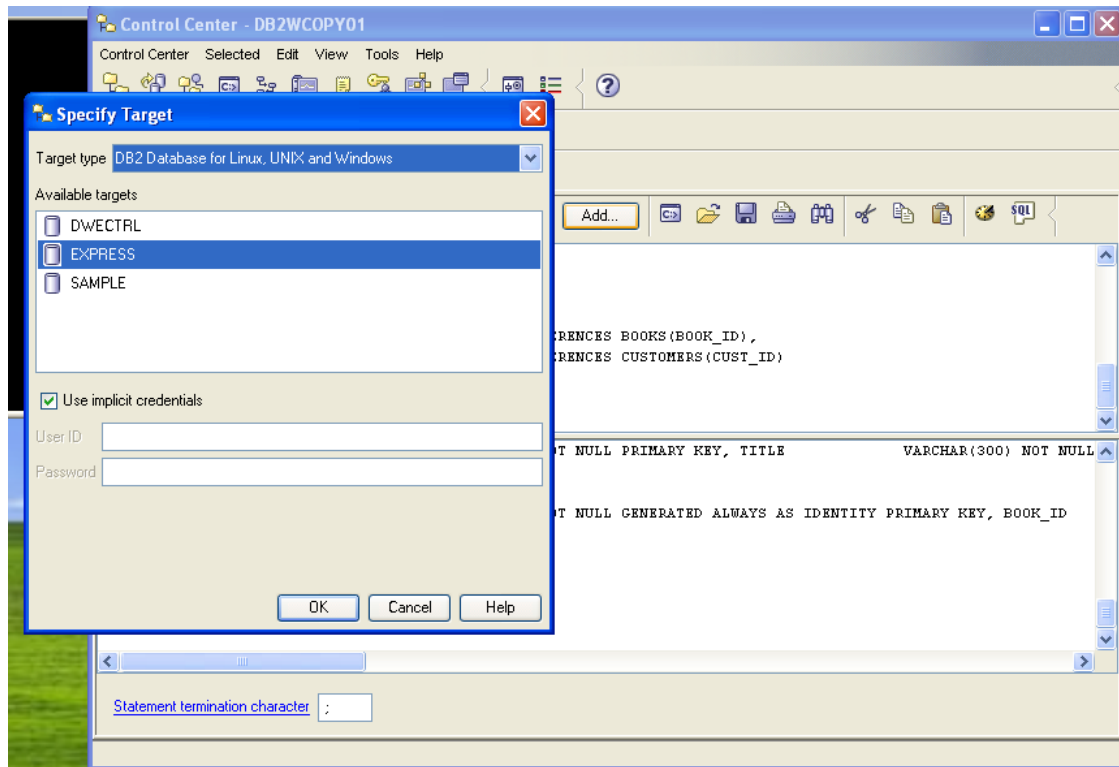 Control Center - DB2WCOPY01
Control Center Selected Edit View Tools Help
Specify Target
Target type DB2 Database for Linux, UNIX and Windows
Available targets
DWECTRL
EXPRESS
SAMPLE
Use implicit credentials
User ID
Password
OK Cancel Help
Add...
SQL
ERENCES BOOKS(BOOK_ID),
ERENCES CUSTOMERS(CUST_ID)
T NULL PRIMARY KEY, TITLE VARCHAR(300) NOT NULL
T NULL GENERATED ALWAYS AS IDENTITY PRIMARY KEY, BOOK_ID
Statement termination character ;